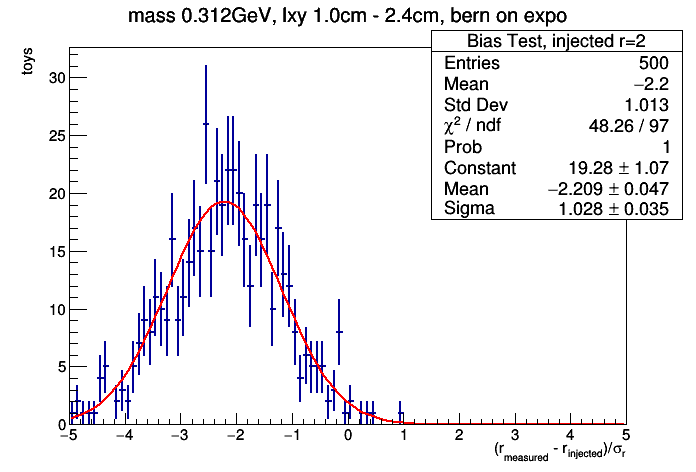 mass 0.312GeV, lxy 1.0cm - 2.4cm, bern on expo
toys
Bias Test, injected r=2
Entries 500
Mean −2.2
Std Dev 1.013
χ² / ndf 48.26 / 97
Prob 1
Constant 19.28 ± 1.07
Mean −2.209 ± 0.047
Sigma 1.028 ± 0.035
30
25
20
15
10
5
0
−5 −4 −3 −2 −1 0 1 2 3 4 5
(r_measured - r_injected)/σ_r